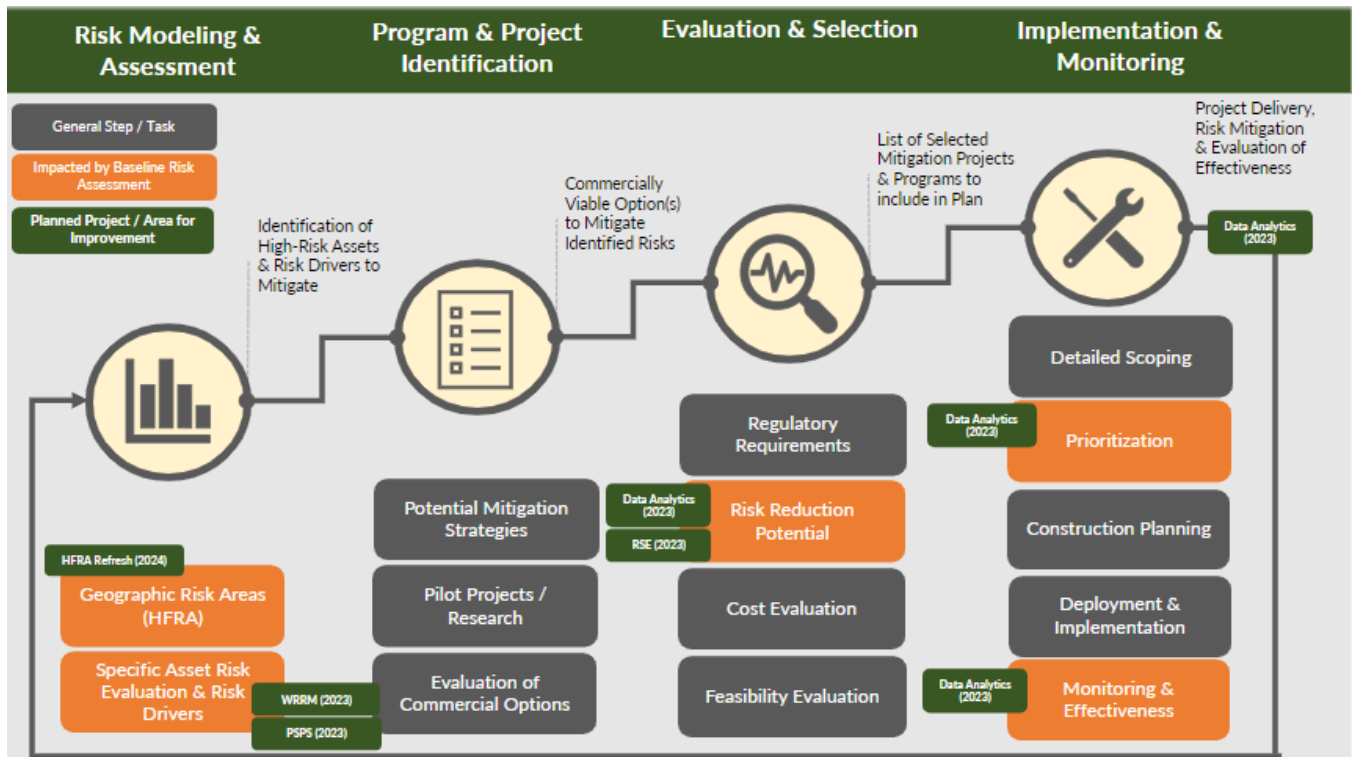 Risk Modeling &
Assessment
Program & Project
Identification
Evaluation & Selection
Implementation &
Monitoring
General Step / Task
Impacted by Baseline Risk
Assessment
Planned Project / Area for
Improvement
Identification of
High-Risk Assets
& Risk Drivers to
Mitigate
Commercially
Viable Option(s)
to Mitigate
Identified Risks
List of Selected
Mitigation Projects
& Programs to
include in Plan
Project Delivery,
Risk Mitigation
& Evaluation of
Effectiveness
Data Analytics
(2023)
HFRA Refresh (2024)
Geographic Risk Areas
(HFRA)
Specific Asset Risk
Evaluation & Risk
Drivers
WRRM (2023)
PSPS (2023)
Potential Mitigation
Strategies
Pilot Projects /
Research
Evaluation of
Commercial Options
Regulatory
Requirements
Data Analytics
(2023)
RSE (2023)
Risk Reduction
Potential
Cost Evaluation
Feasibility Evaluation
Detailed Scoping
Data Analytics
(2023)
Prioritization
Construction Planning
Deployment &
Implementation
Data Analytics
(2023)
Monitoring &
Effectiveness